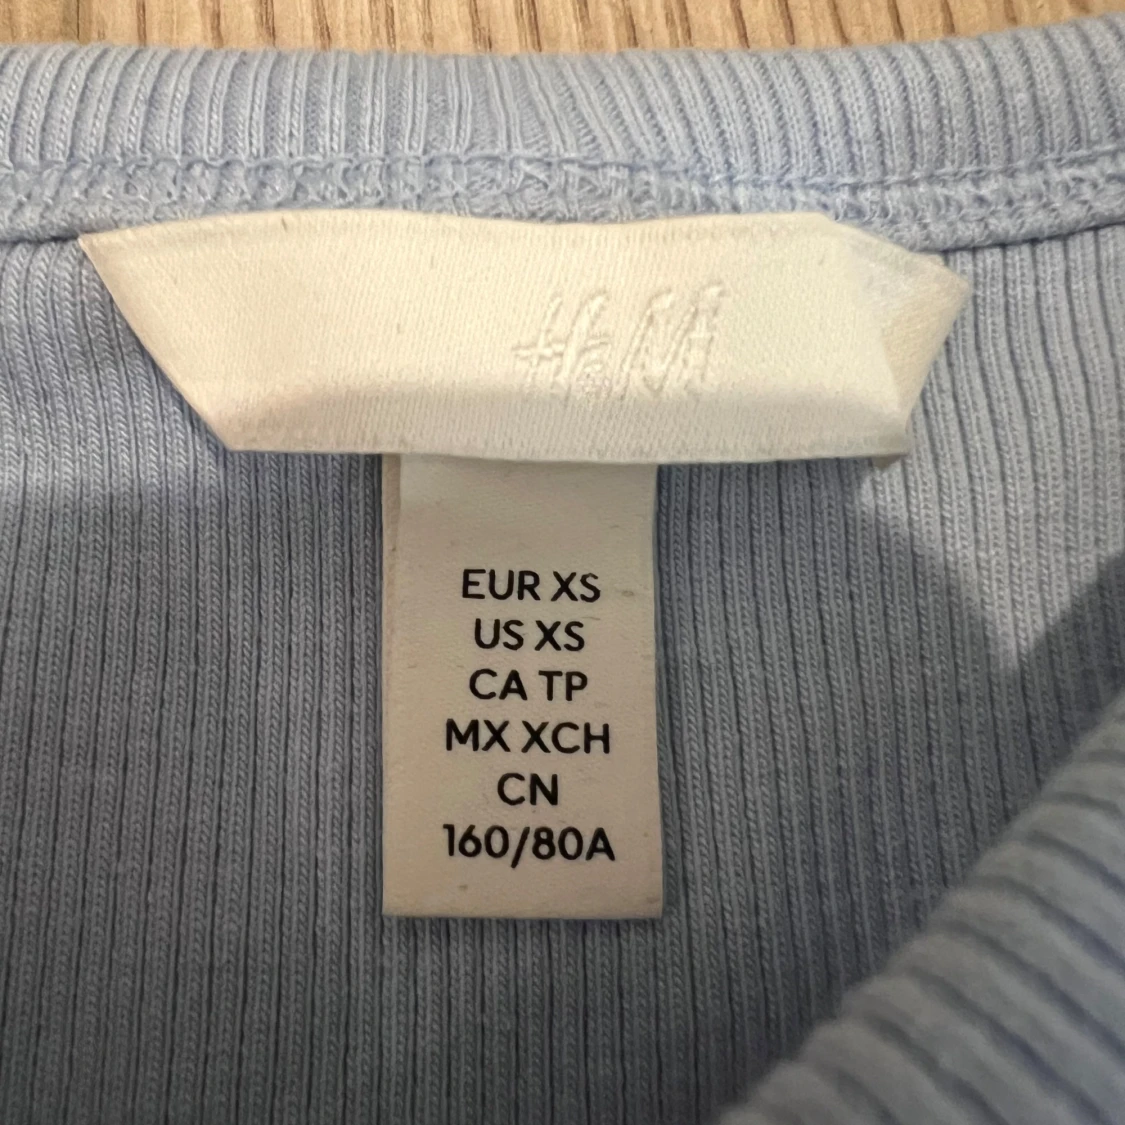 H&M
EUR XS
US XS
CA TP
MX XCH
CN
160/80A